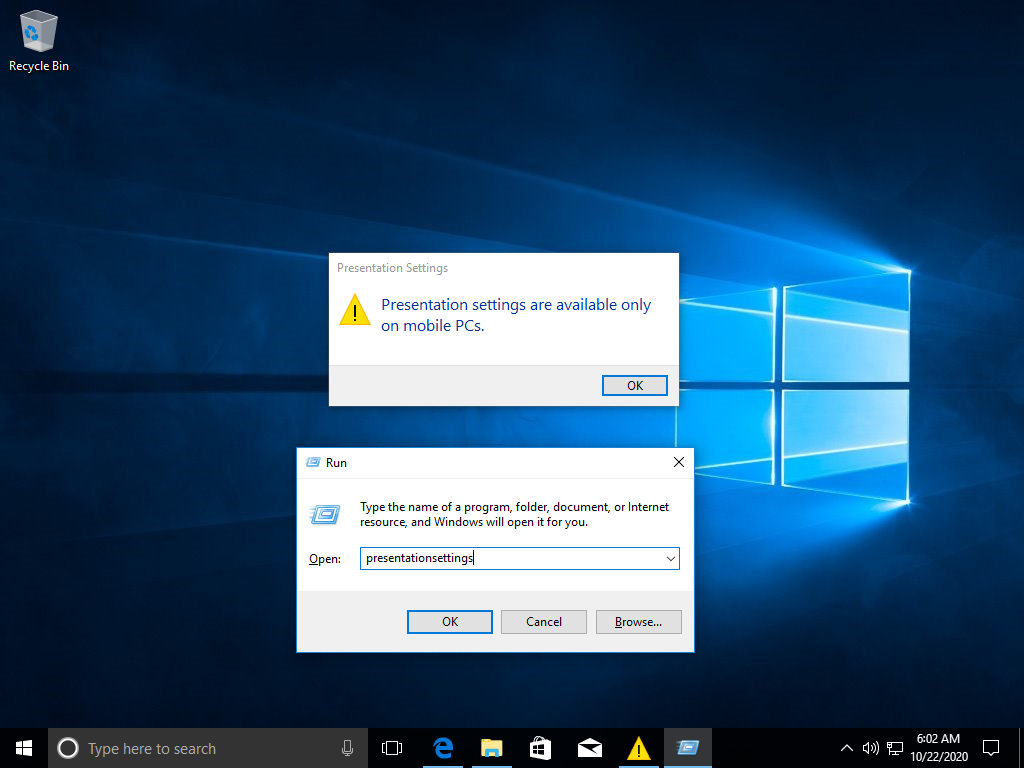 Recycle Bin
Presentation Settings
Presentation settings are available only
on mobile PCs.
OK
Run
Type the name of a program, folder, document, or Internet
resource, and Windows will open it for you.
Open:
presentationsettings
OK
Cancel
Browse...
Type here to search
6:02 AM
10/22/2020